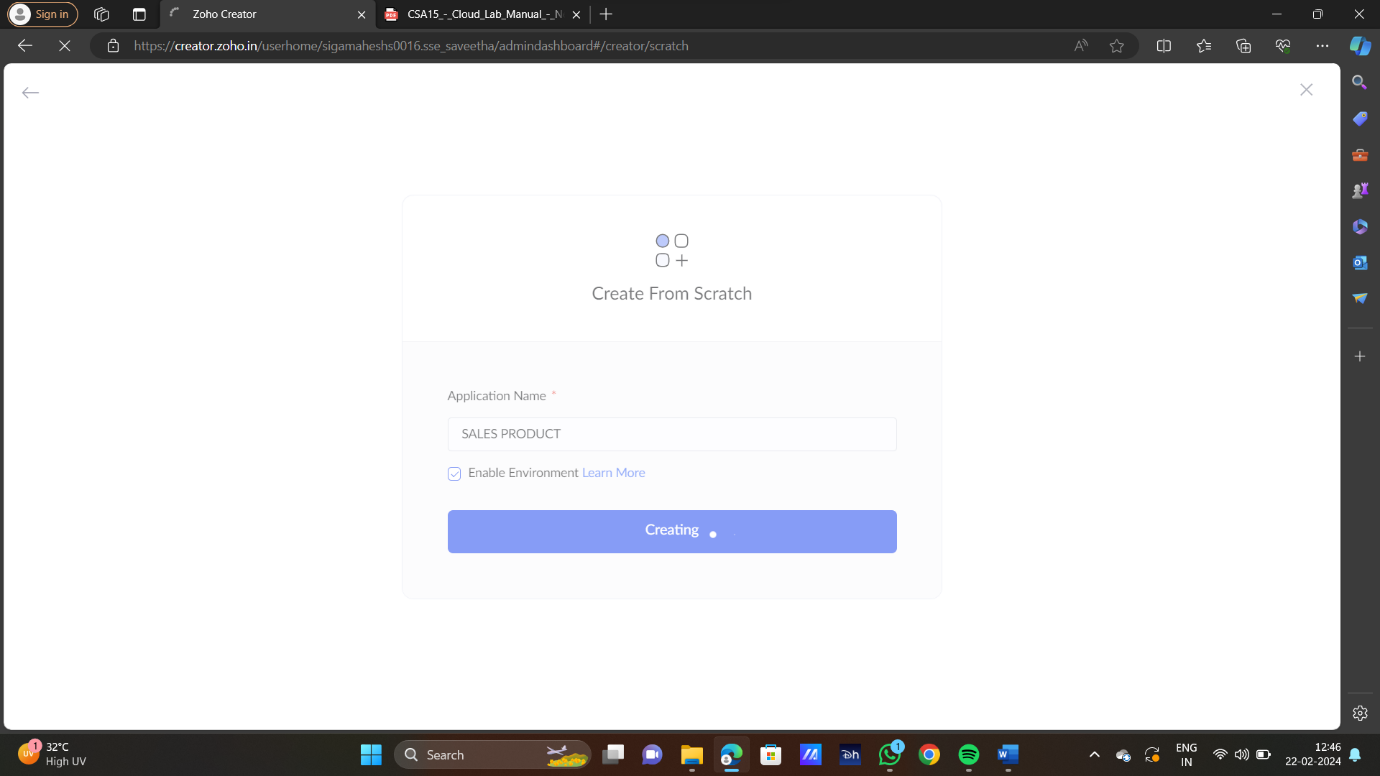 Sign in
Zoho Creator
CSA15_-_Cloud_Lab_Manual_-_N
https://creator.zoho.in/userhome/sigamaheshs0016.sse_saveetha/admindashboard#/creator/scratch
Create From Scratch
Application Name *
SALES PRODUCT
Enable Environment Learn More
Creating
1
32°C
High UV
Search
1
ENG
IN
12:46
22-02-2024